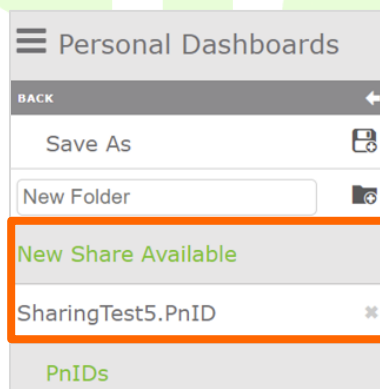 Personal Dashboards
BACK
Save As
New Folder
New Share Available
SharingTest5.PnID
PnIDs